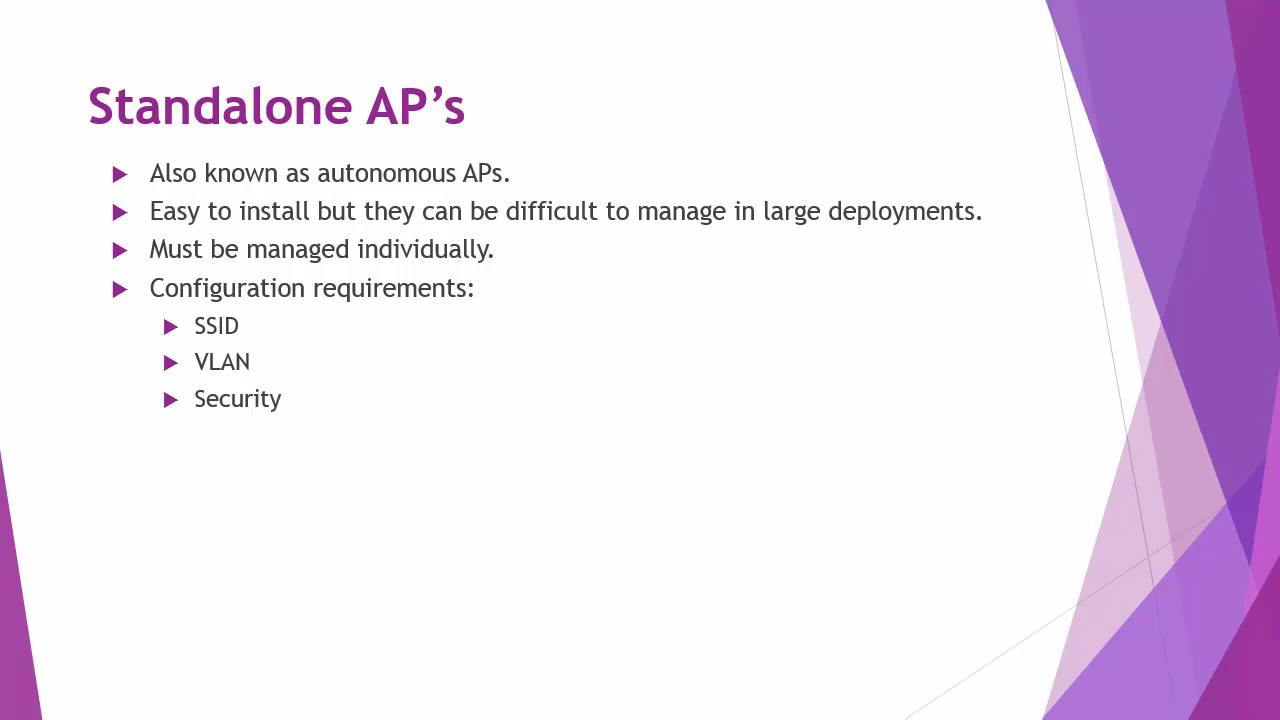 Standalone AP’s
Also known as autonomous APs.
Easy to install but they can be difficult to manage in large deployments.
Must be managed individually.
Configuration requirements:
SSID
VLAN
Security